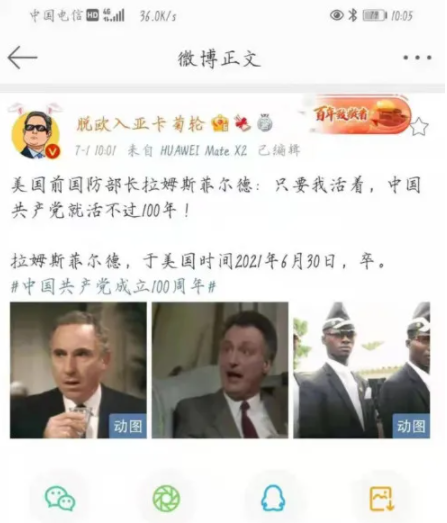 中国电信 HD 4G 36.0K/s 10:05
微博正文
脱欧入亚卡菊轮
百年敢做者
7-1 10:01 来自 HUAWEI Mate X2 已编辑
美国前国防部长拉姆斯菲尔德：只要我活着，中国
共产党就活不过100年！
拉姆斯菲尔德，于美国时间2021年6月30日，卒。
#中国共产党成立100周年#
动图 动图